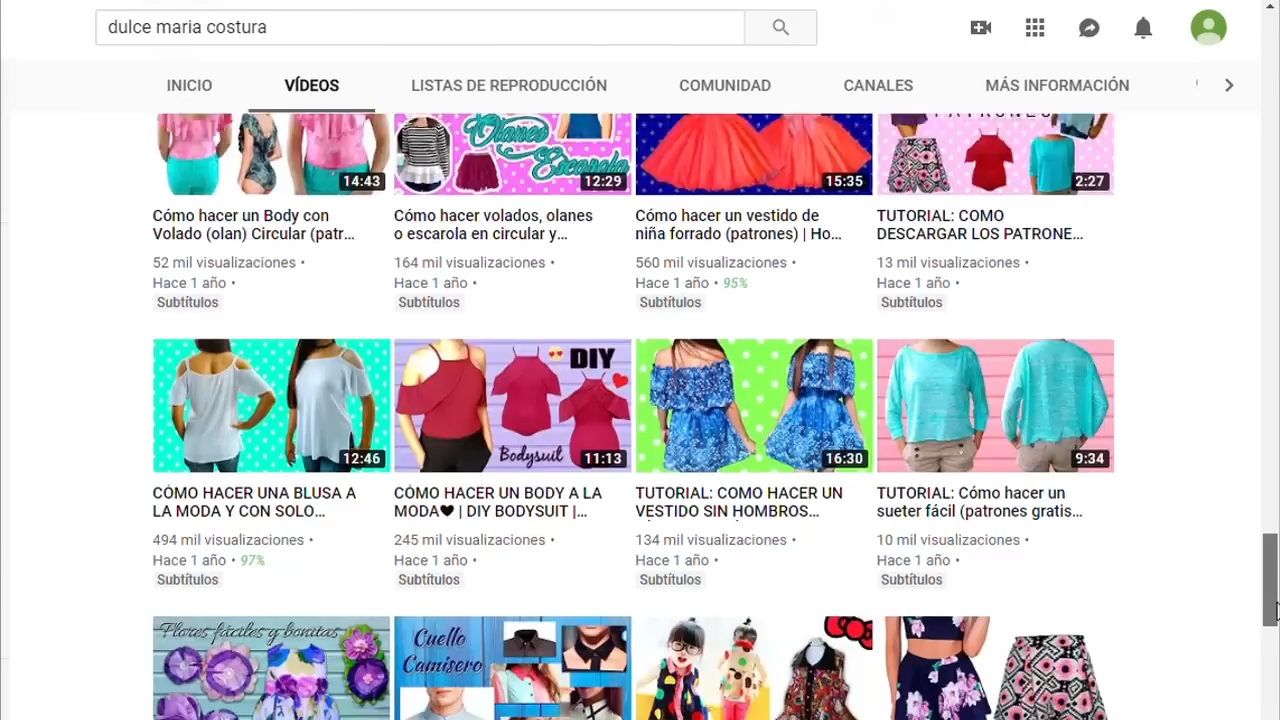 dulce maria costura
INICIO
VÍDEOS
LISTAS DE REPRODUCCIÓN
COMUNIDAD
CANALES
MÁS INFORMACIÓN
Olanes
Escarola
PATRONES
14:43
12:29
15:35
2:27
Cómo hacer un Body con
Volado (olan) Circular (patr...
52 mil visualizaciones •
Hace 1 año •
Subtítulos
Cómo hacer volados, olanes
o escarola en circular y...
164 mil visualizaciones •
Hace 1 año •
Subtítulos
Cómo hacer un vestido de
niña forrado (patrones) | Ho...
560 mil visualizaciones •
Hace 1 año • 95%
Subtítulos
TUTORIAL: COMO
DESCARGAR LOS PATRONE...
13 mil visualizaciones •
Hace 1 año •
Subtítulos
12:46
DIY
Bodysuit
11:13
16:30
9:34
CÓMO HACER UNA BLUSA A
LA MODA Y CON SOLO...
494 mil visualizaciones •
Hace 1 año • 97%
Subtítulos
CÓMO HACER UN BODY A LA
MODA♥ | DIY BODYSUIT |...
245 mil visualizaciones •
Hace 1 año •
Subtítulos
TUTORIAL: COMO HACER UN
VESTIDO SIN HOMBROS...
134 mil visualizaciones •
Hace 1 año •
Subtítulos
TUTORIAL: Cómo hacer un
sueter fácil (patrones gratis...
10 mil visualizaciones •
Hace 1 año •
Subtítulos
Flores fáciles y bonitas
Cuello
Camisero